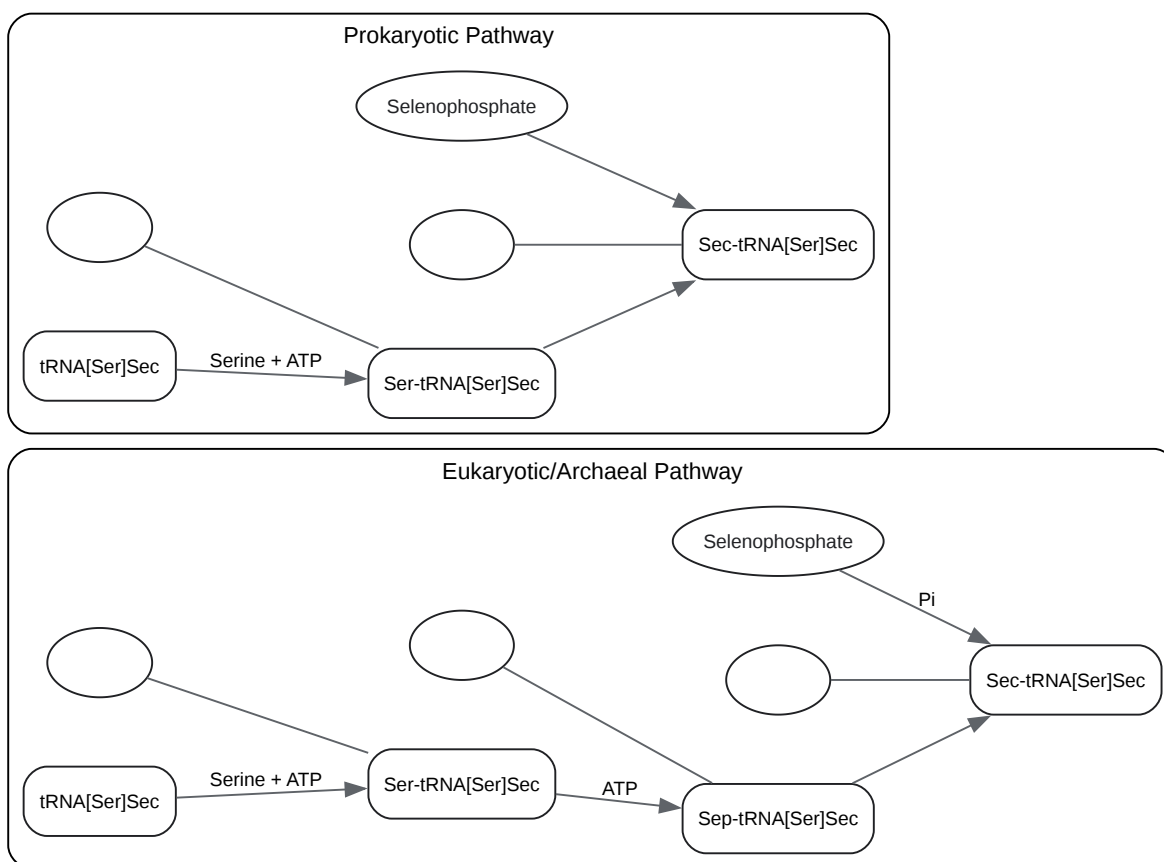 Prokaryotic Pathway
Selenophosphate
Sec-tRNA[Ser]Sec
tRNA[Ser]Sec
Serine + ATP
Ser-tRNA[Ser]Sec
Eukaryotic/Archaeal Pathway
Selenophosphate
Pi
Sec-tRNA[Ser]Sec
tRNA[Ser]Sec
Serine + ATP
Ser-tRNA[Ser]Sec
ATP
Sep-tRNA[Ser]Sec